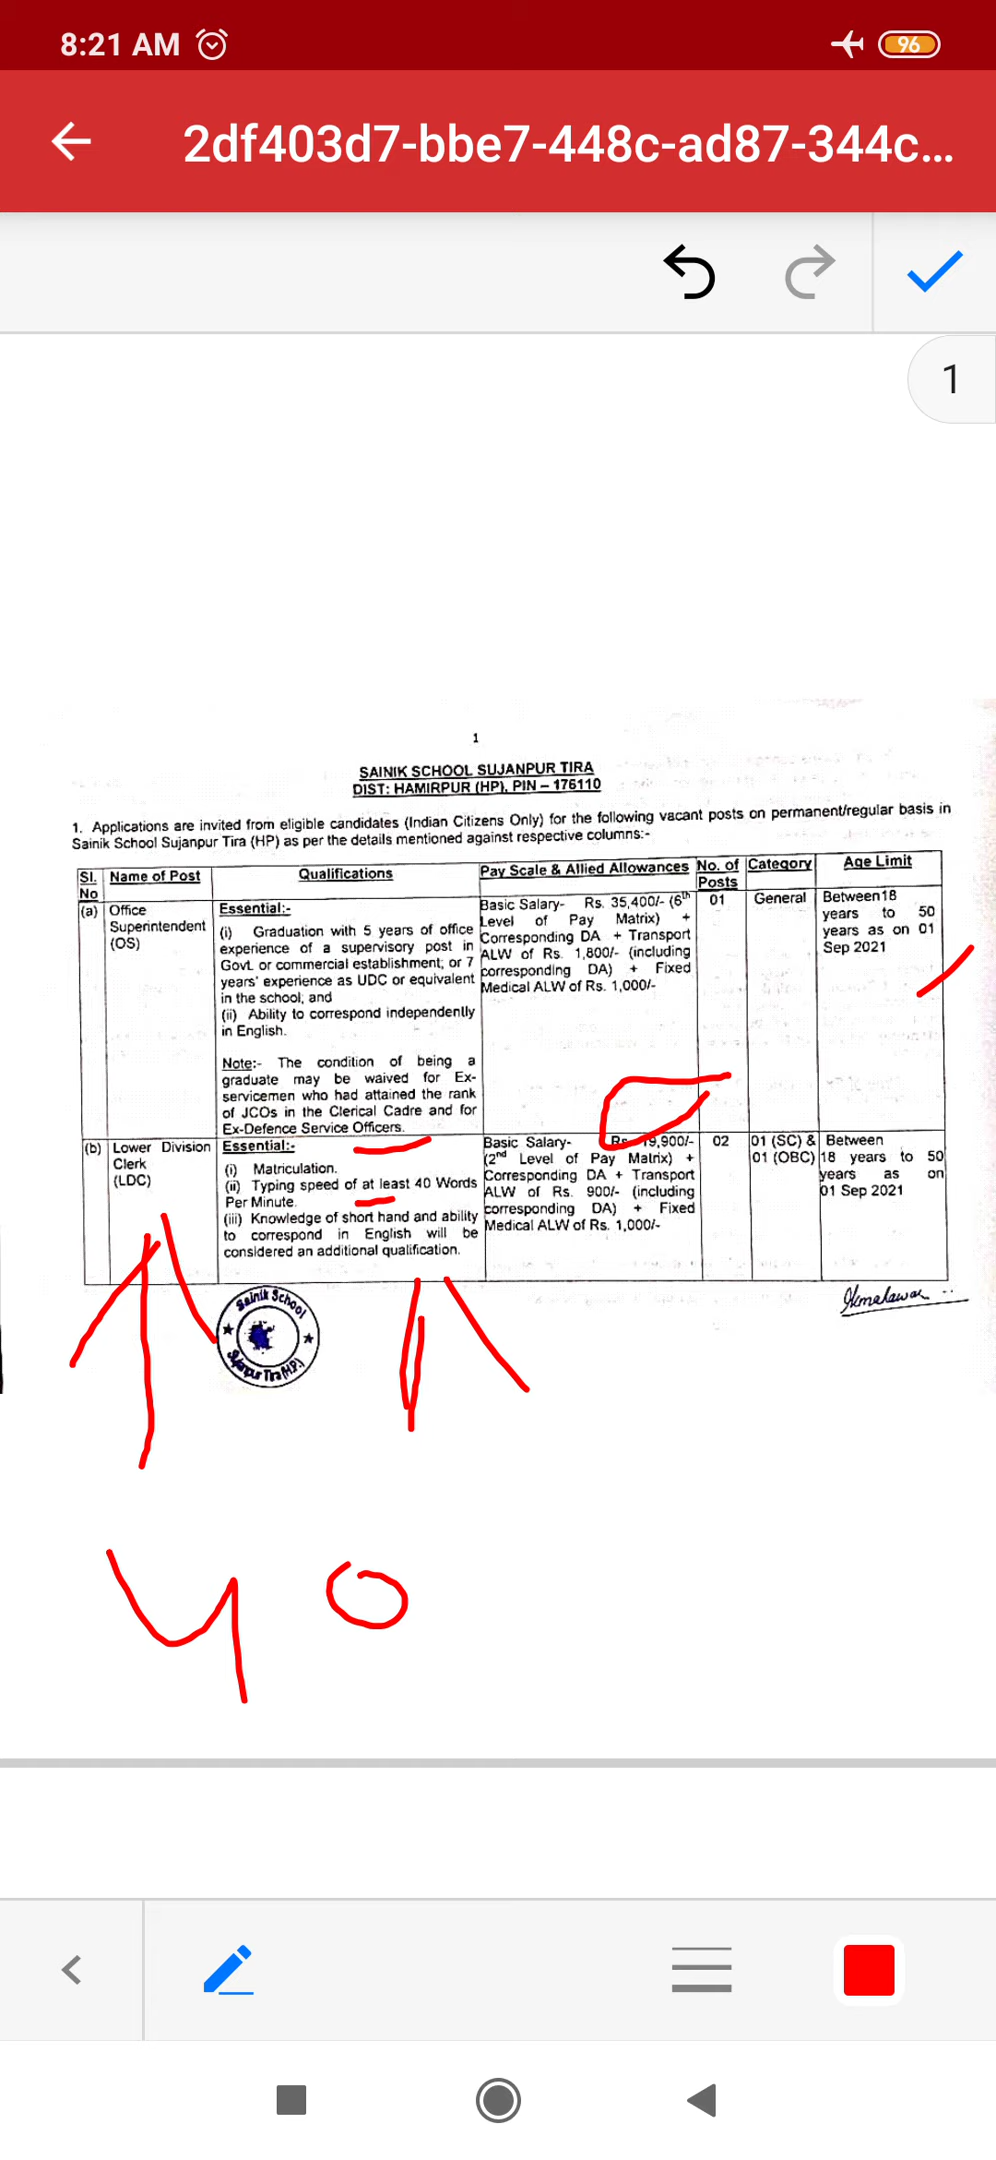 8:21 AM
96
2df403d7-bbe7-448c-ad87-344c...
1
1
SAINIK SCHOOL SUJANPUR TIRA
DIST: HAMIRPUR (HP), PIN – 176110
1. Applications are invited from eligible candidates (Indian Citizens Only) for the following vacant posts on permanent/regular basis in
Sainik School Sujanpur Tira (HP) as per the details mentioned against respective columns:-
Sl. No
Name of Post
Qualifications
Pay Scale & Allied Allowances
No. of Posts
Category
Age Limit
(a)
Office
Superintendent
(OS)
Essential:-
(i) Graduation with 5 years of office
experience of a supervisory post in
Govt. or commercial establishment; or 7
years' experience as UDC or equivalent
in the school; and
(ii) Ability to correspond independently
in English.
Note:- The condition of being a
graduate may be waived for Ex-
servicemen who had attained the rank
of JCOs in the Clerical Cadre and for
Ex-Defence Service Officers.
Basic Salary- Rs. 35,400/- (6th
Level of Pay Matrix) +
Corresponding DA + Transport
ALW of Rs. 1,800/- (including
corresponding DA) + Fixed
Medical ALW of Rs. 1,000/-
01
General
Between18
years to 50
years as on 01
Sep 2021
(b)
Lower Division
Clerk
(LDC)
Essential:-
(i) Matriculation.
(ii) Typing speed of at least 40 Words
Per Minute.
(iii) Knowledge of short hand and ability
to correspond in English will be
considered an additional qualification.
Basic Salary- Rs. 19,900/-
(2nd Level of Pay Matrix) +
Corresponding DA + Transport
ALW of Rs. 900/- (including
corresponding DA) + Fixed
Medical ALW of Rs. 1,000/-
02
01 (SC) &
01 (OBC)
Between
18 years to 50
years as on
01 Sep 2021
Sainik School
Sujanpur Tira (H.P.)
40